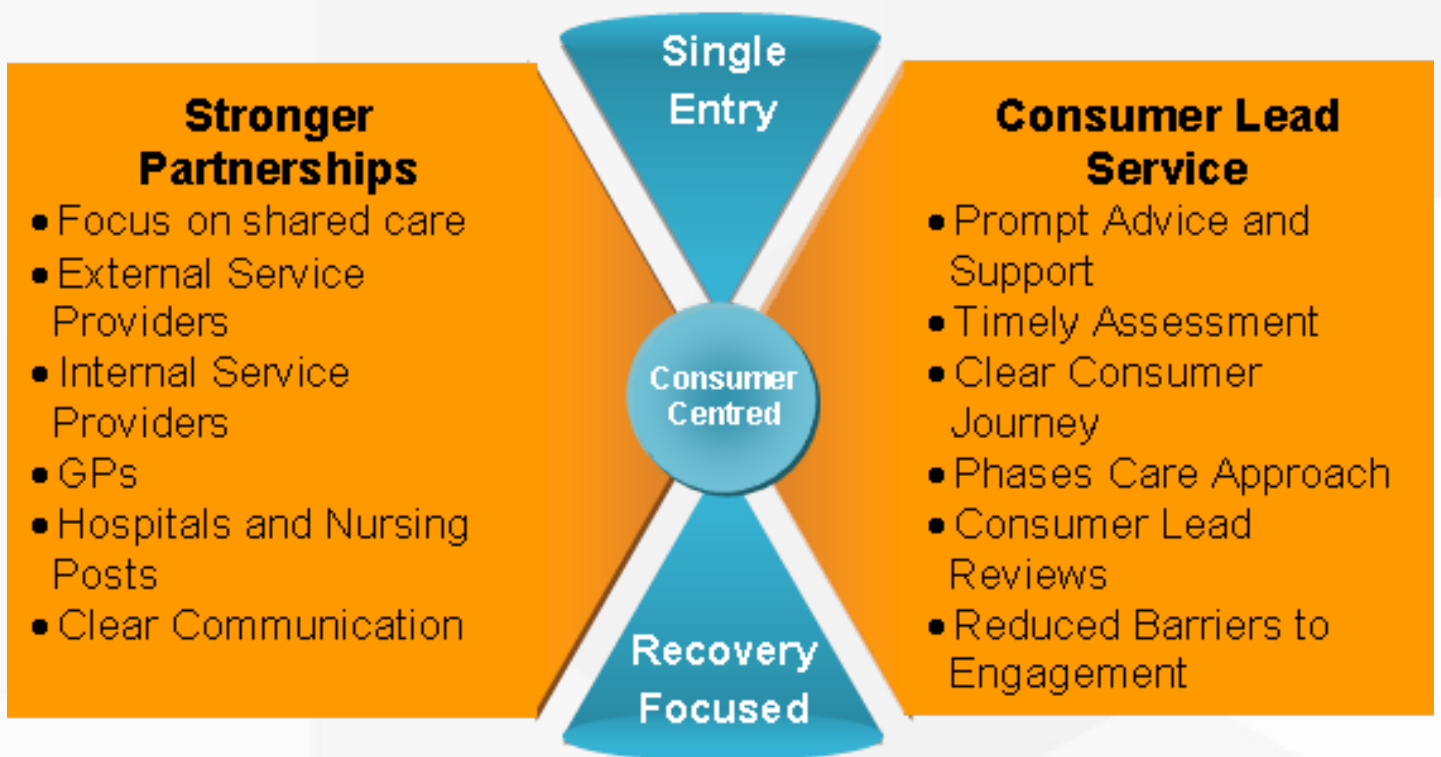 Single
Entry
Stronger
Partnerships
• Focus on shared care
• External Service
Providers
• Internal Service
Providers
• GPs
• Hospitals and Nursing
Posts
• Clear Communication
Consumer
Centred
Consumer Lead
Service
• Prompt Advice and
Support
• Timely Assessment
• Clear Consumer
Journey
• Phases Care Approach
• Consumer Lead
Reviews
• Reduced Barriers to
Engagement
Recovery
Focused